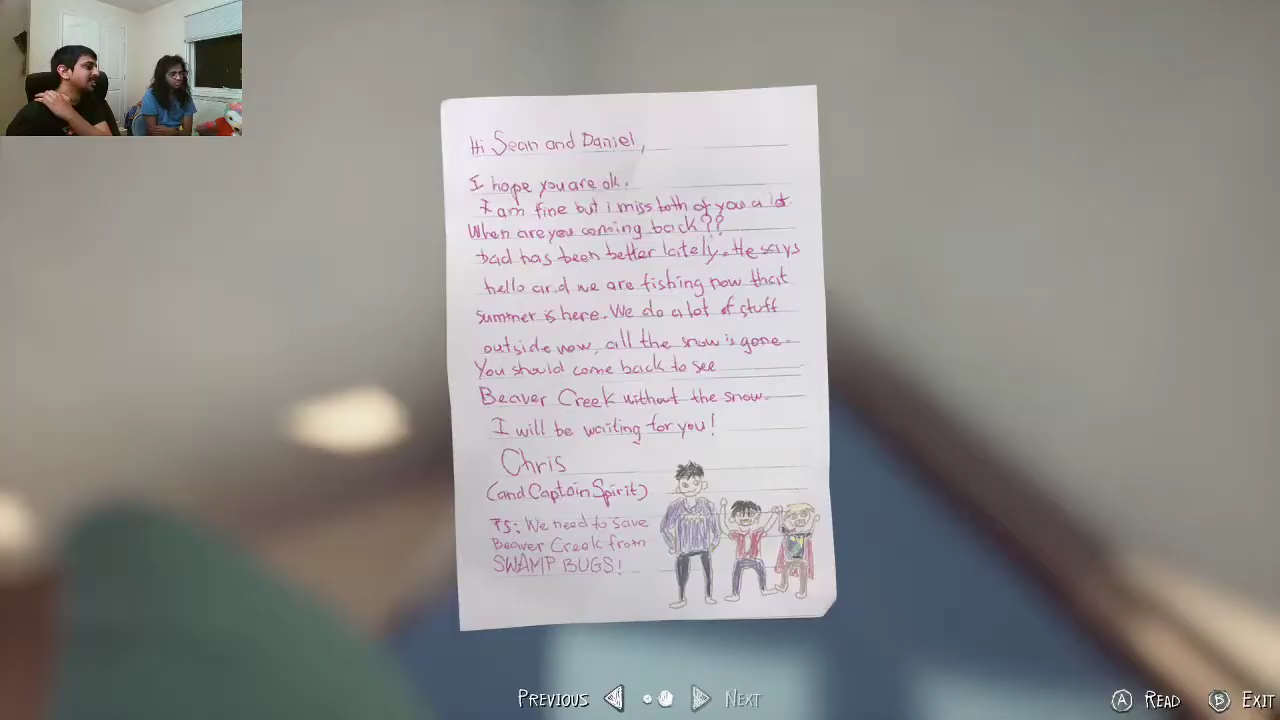 Hi Sean and Daniel,
I hope you are ok.
I am fine but i miss both of you a lot
When are you coming back??
Dad has been better lately. He says
hello and we are fishing now that
summer is here. We do a lot of stuff
outside now, all the snow is gone.
You should come back to see
Beaver Creek without the snow.
I will be waiting for you!
Chris
(and Captain Spirit)
PS: We need to save
Beaver Creek from
SWAMP BUGS!
PREVIOUS NEXT
A READ B EXIT